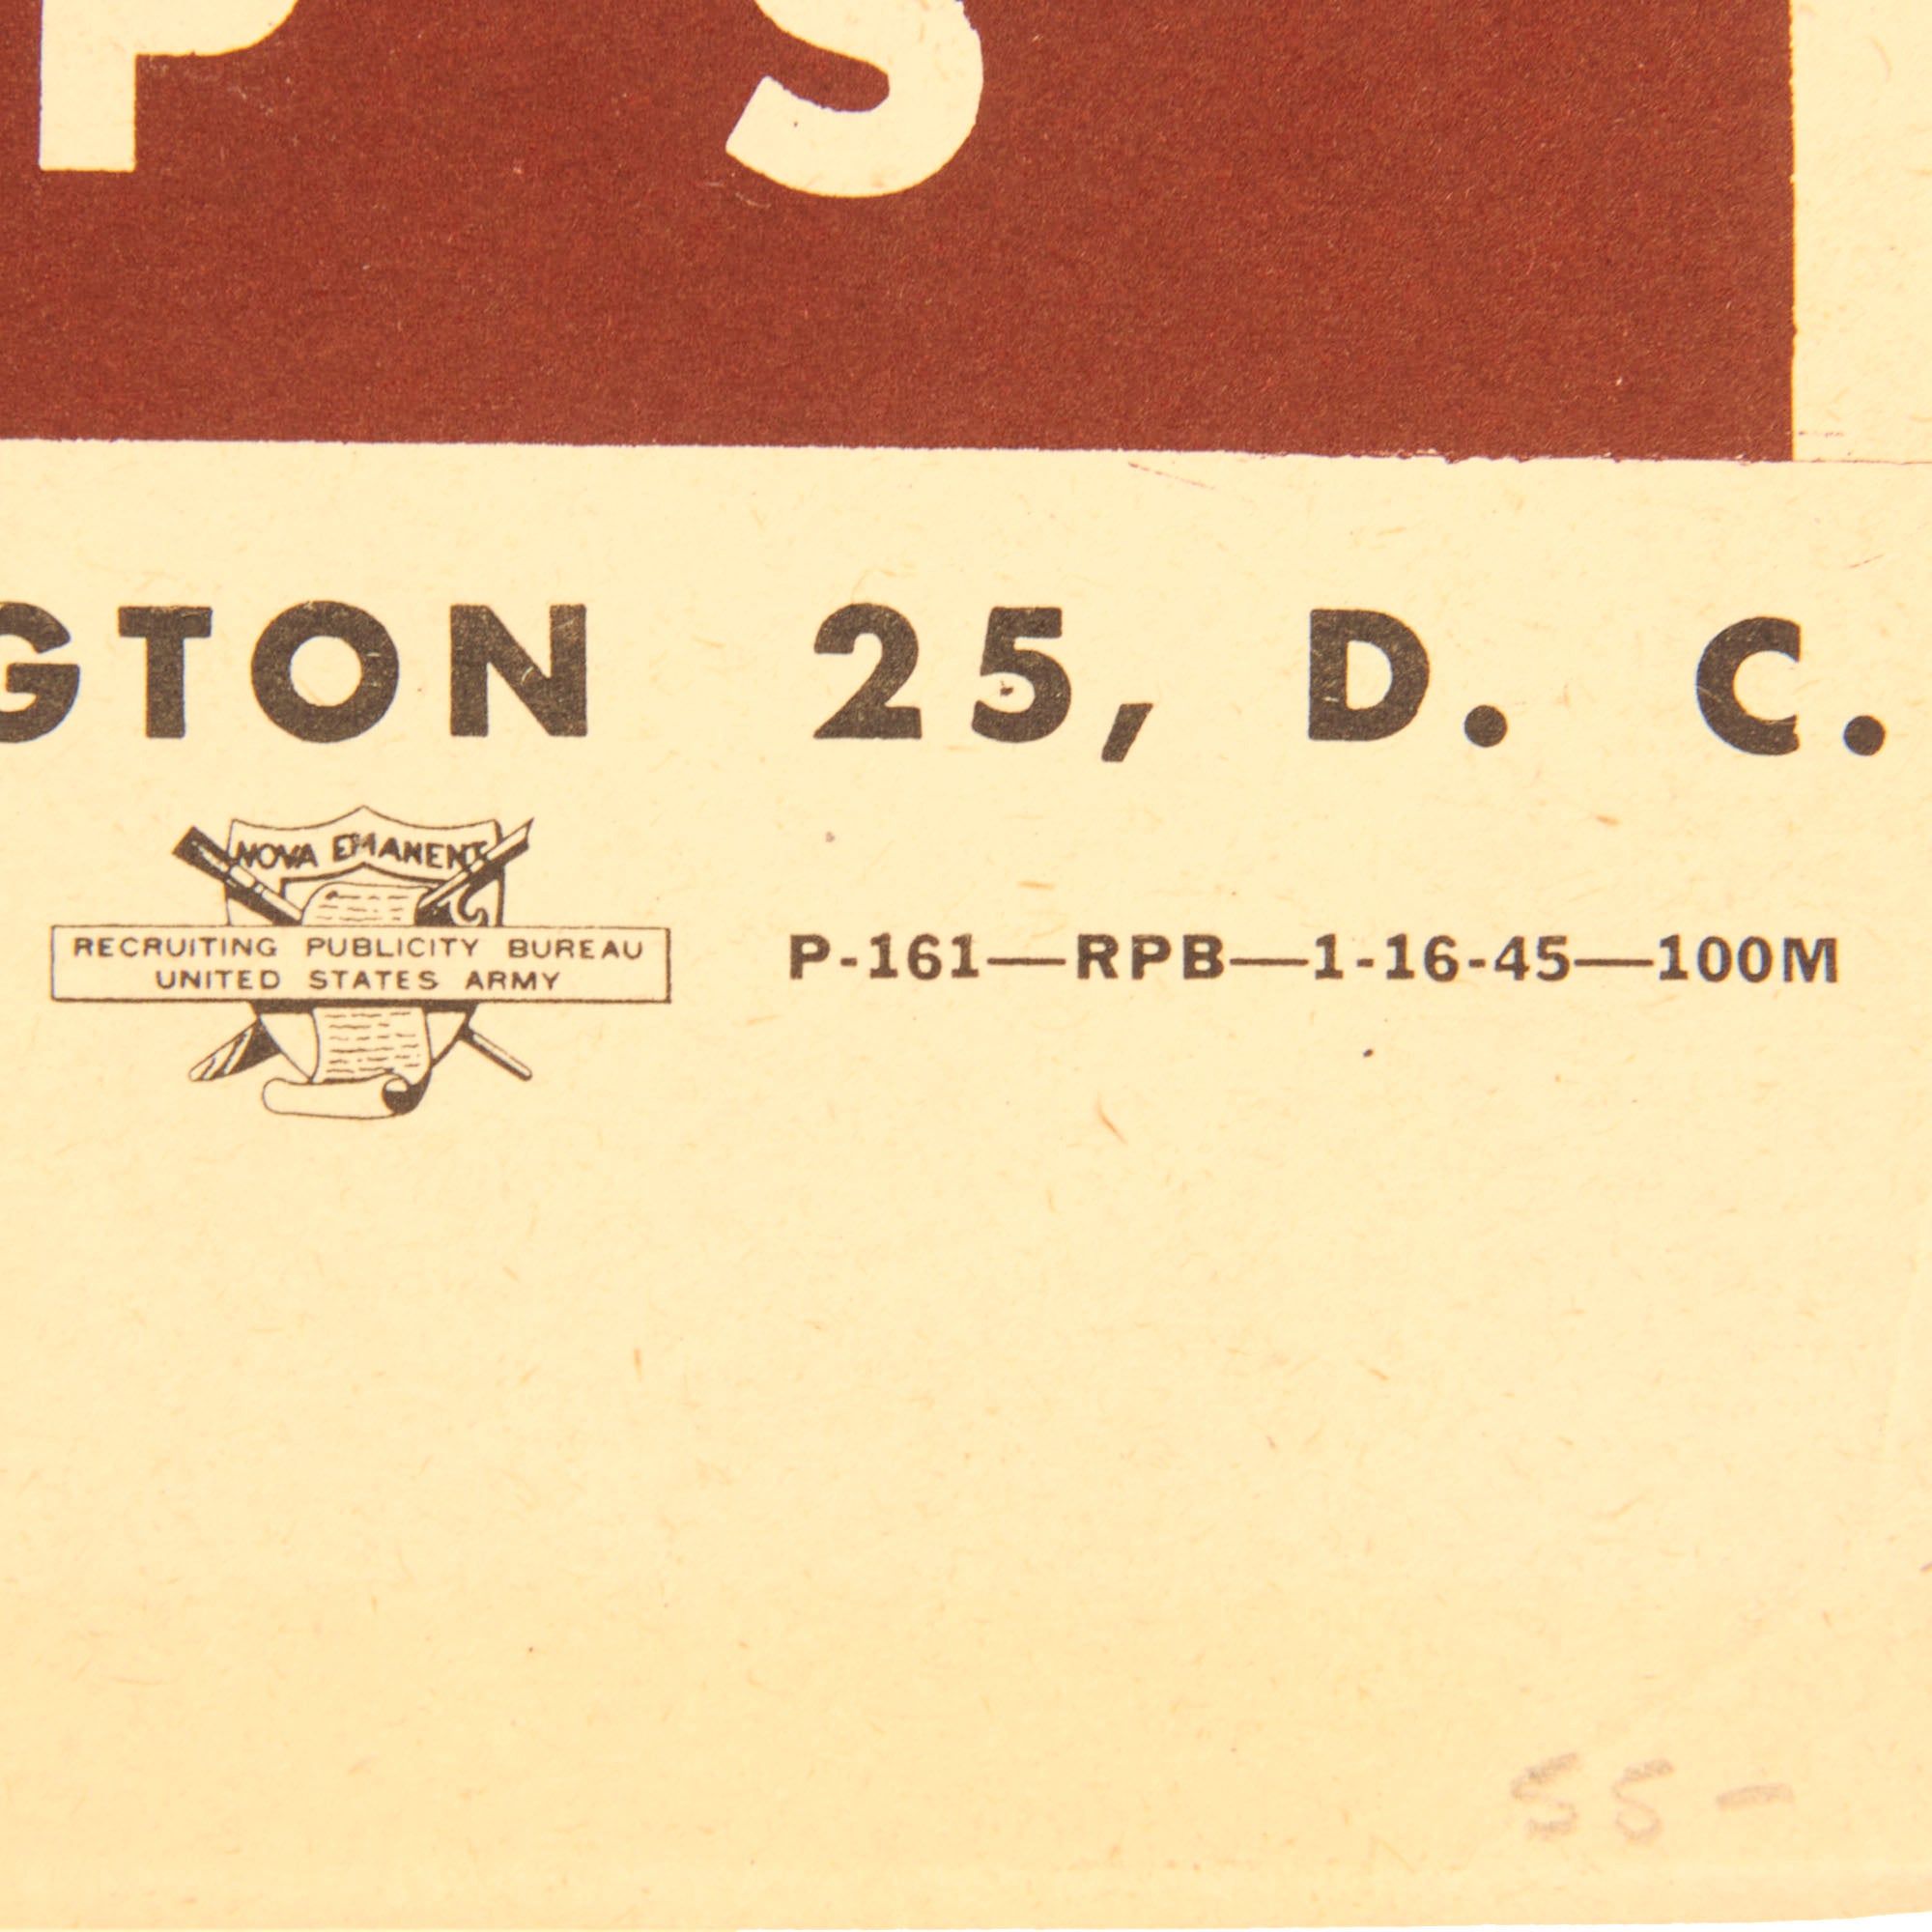 PS
GTON 25, D. C.
NOVA EMANENT
RECRUITING PUBLICITY BUREAU
UNITED STATES ARMY
P-161—RPB—1-16-45—100M
55-